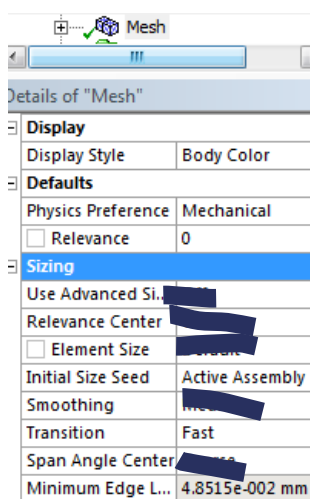 Mesh
Details of "Mesh"
Display
Display Style Body Color
Defaults
Physics Preference Mechanical
Relevance 0
Sizing
Use Advanced Si...
Relevance Center
Element Size
Initial Size Seed Active Assembly
Smoothing
Transition Fast
Span Angle Center
Minimum Edge L... 4.8515e-002 mm